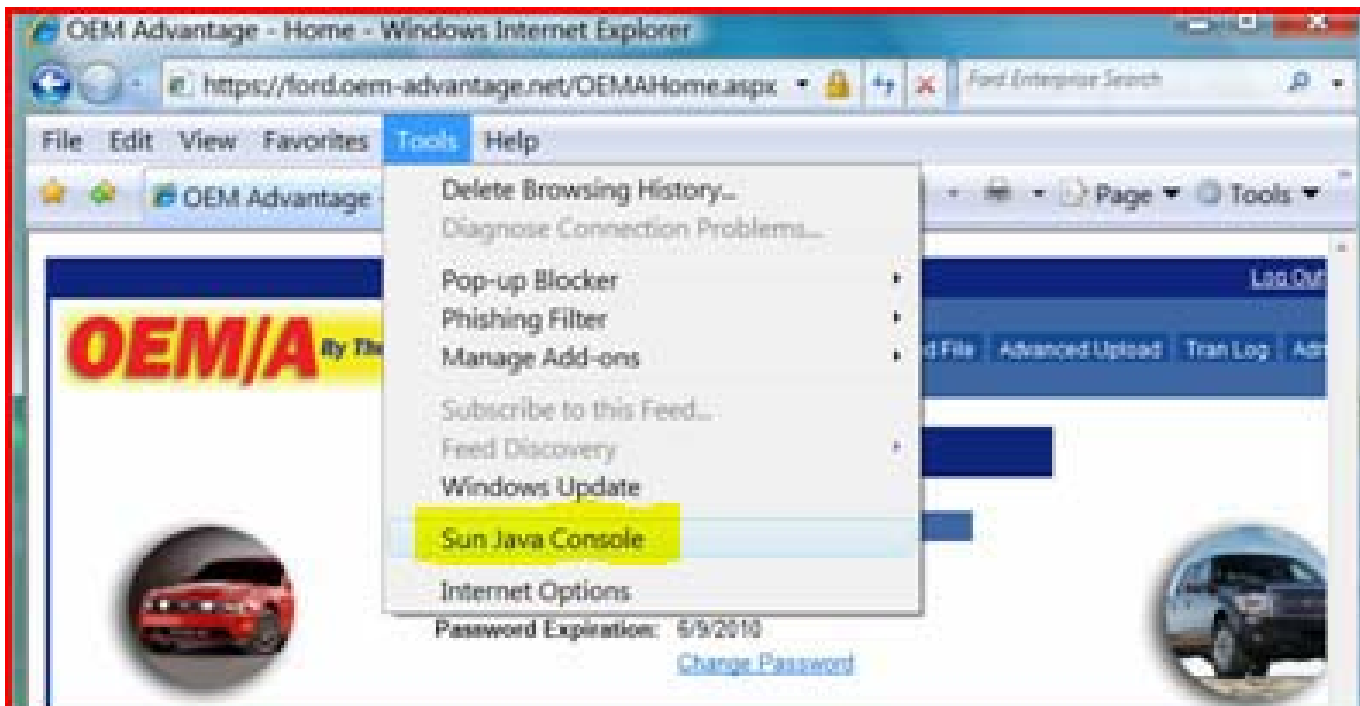 OEM Advantage - Home - Windows Internet Explorer
https://ford.oem-advantage.net/OEMAHome.aspx Ford Enterprise Search
File Edit View Favorites Tools Help
OEM Advantage - Page Tools
Delete Browsing History...
Diagnose Connection Problems...
Pop-up Blocker
Phishing Filter
Manage Add-ons
Subscribe to this Feed...
Feed Discovery
Windows Update
Sun Java Console
Internet Options
Log Out
OEM/A By The
d File Advanced Upload Tran Log Adm
Password Expiration: 6/9/2010
Change Password